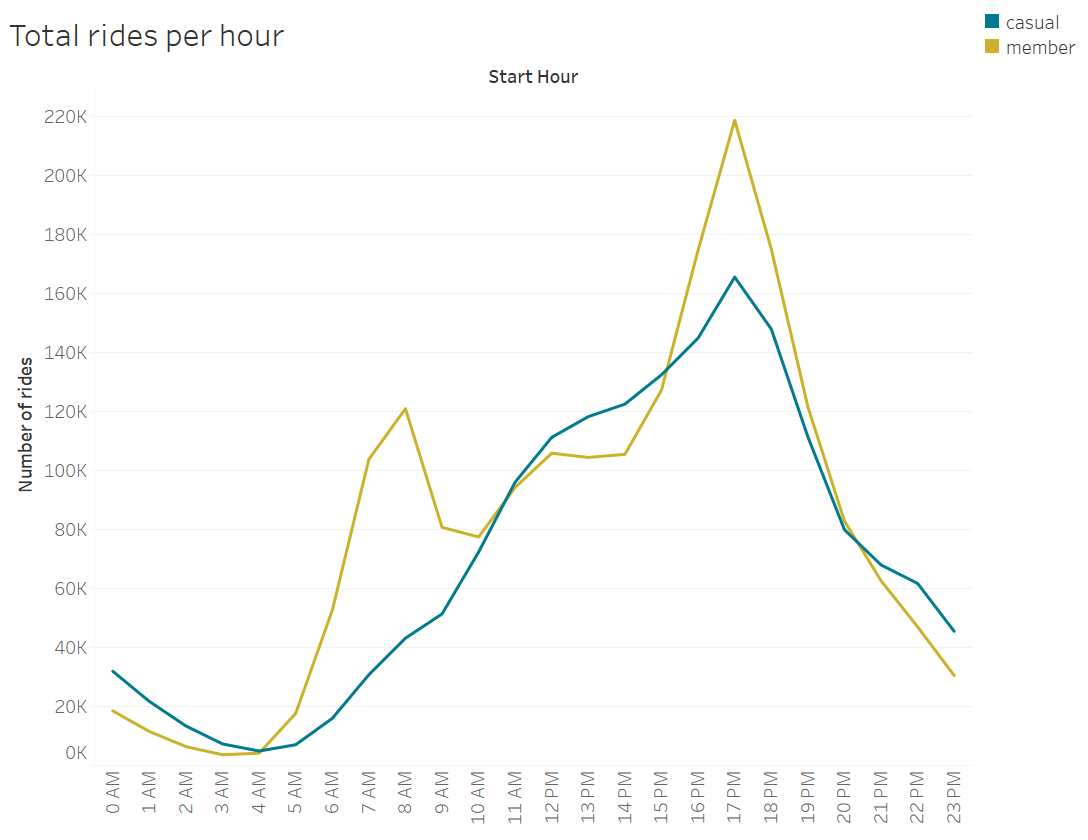 Total rides per hour
casual
member
Start Hour
Number of rides
220K
200K
180K
160K
140K
120K
100K
80K
60K
40K
20K
0K
0 AM
1 AM
2 AM
3 AM
4 AM
5 AM
6 AM
7 AM
8 AM
9 AM
10 AM
11 AM
12 PM
13 PM
14 PM
15 PM
16 PM
17 PM
18 PM
19 PM
20 PM
21 PM
22 PM
23 PM